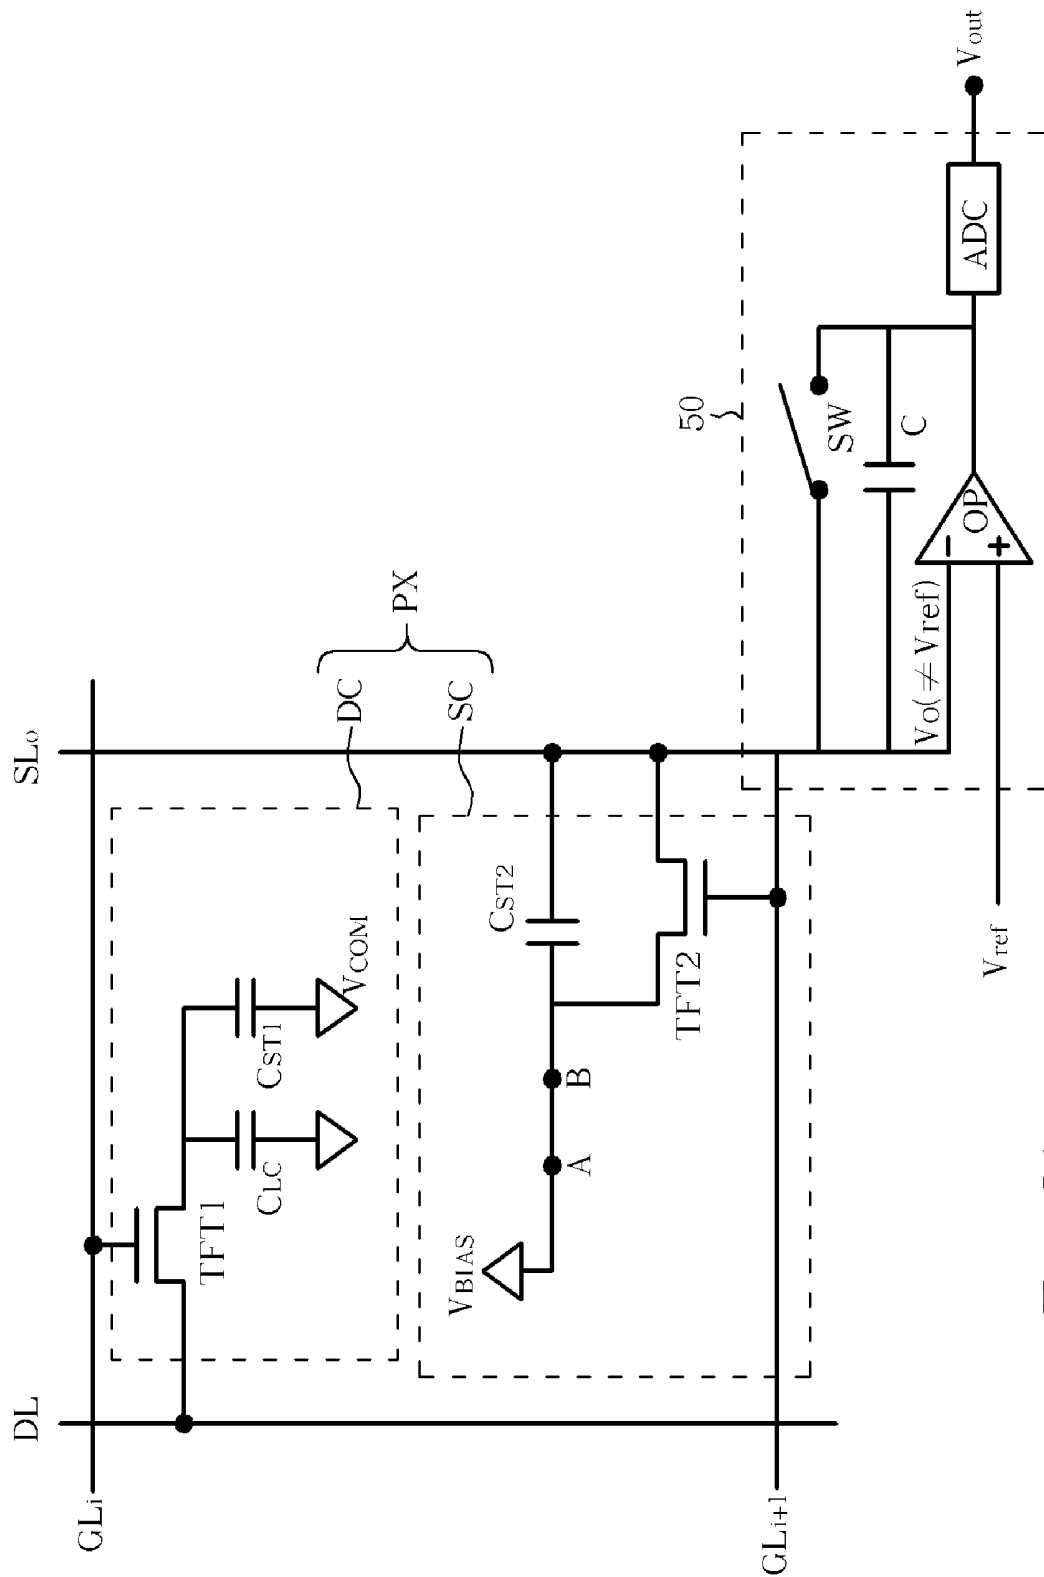 DL
SLo
GLi
TFT1
CLC
CST1
VCOM
DC
SC
PX
VBIAS
A
B
CST2
TFT2
GLi+1
50
SW
C
Vo(≠Vref)
OP
−
+
Vref
ADC
Vout